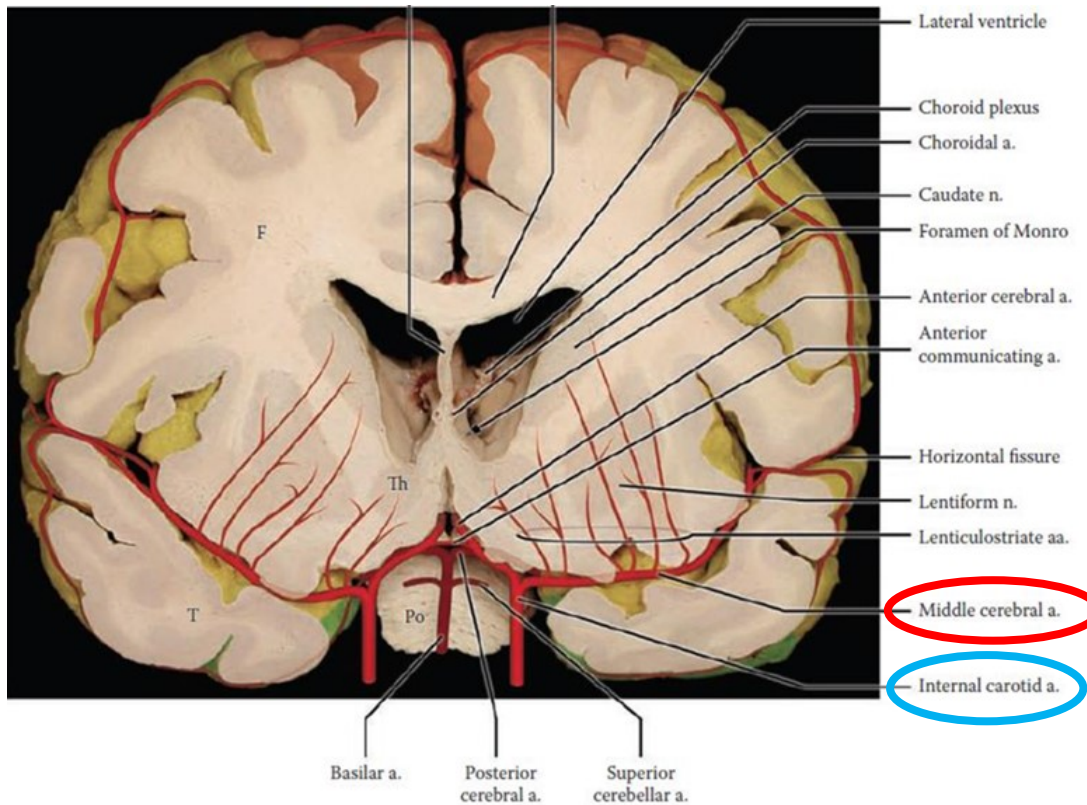 Lateral ventricle
Choroid plexus
Choroidal a.
Caudate n.
Foramen of Monro
Anterior cerebral a.
Anterior
communicating a.
Horizontal fissure
Lentiform n.
Lenticulostriate aa.
Middle cerebral a.
Internal carotid a.
F
Th
T
Po
Basilar a.
Posterior
cerebral a.
Superior
cerebellar a.